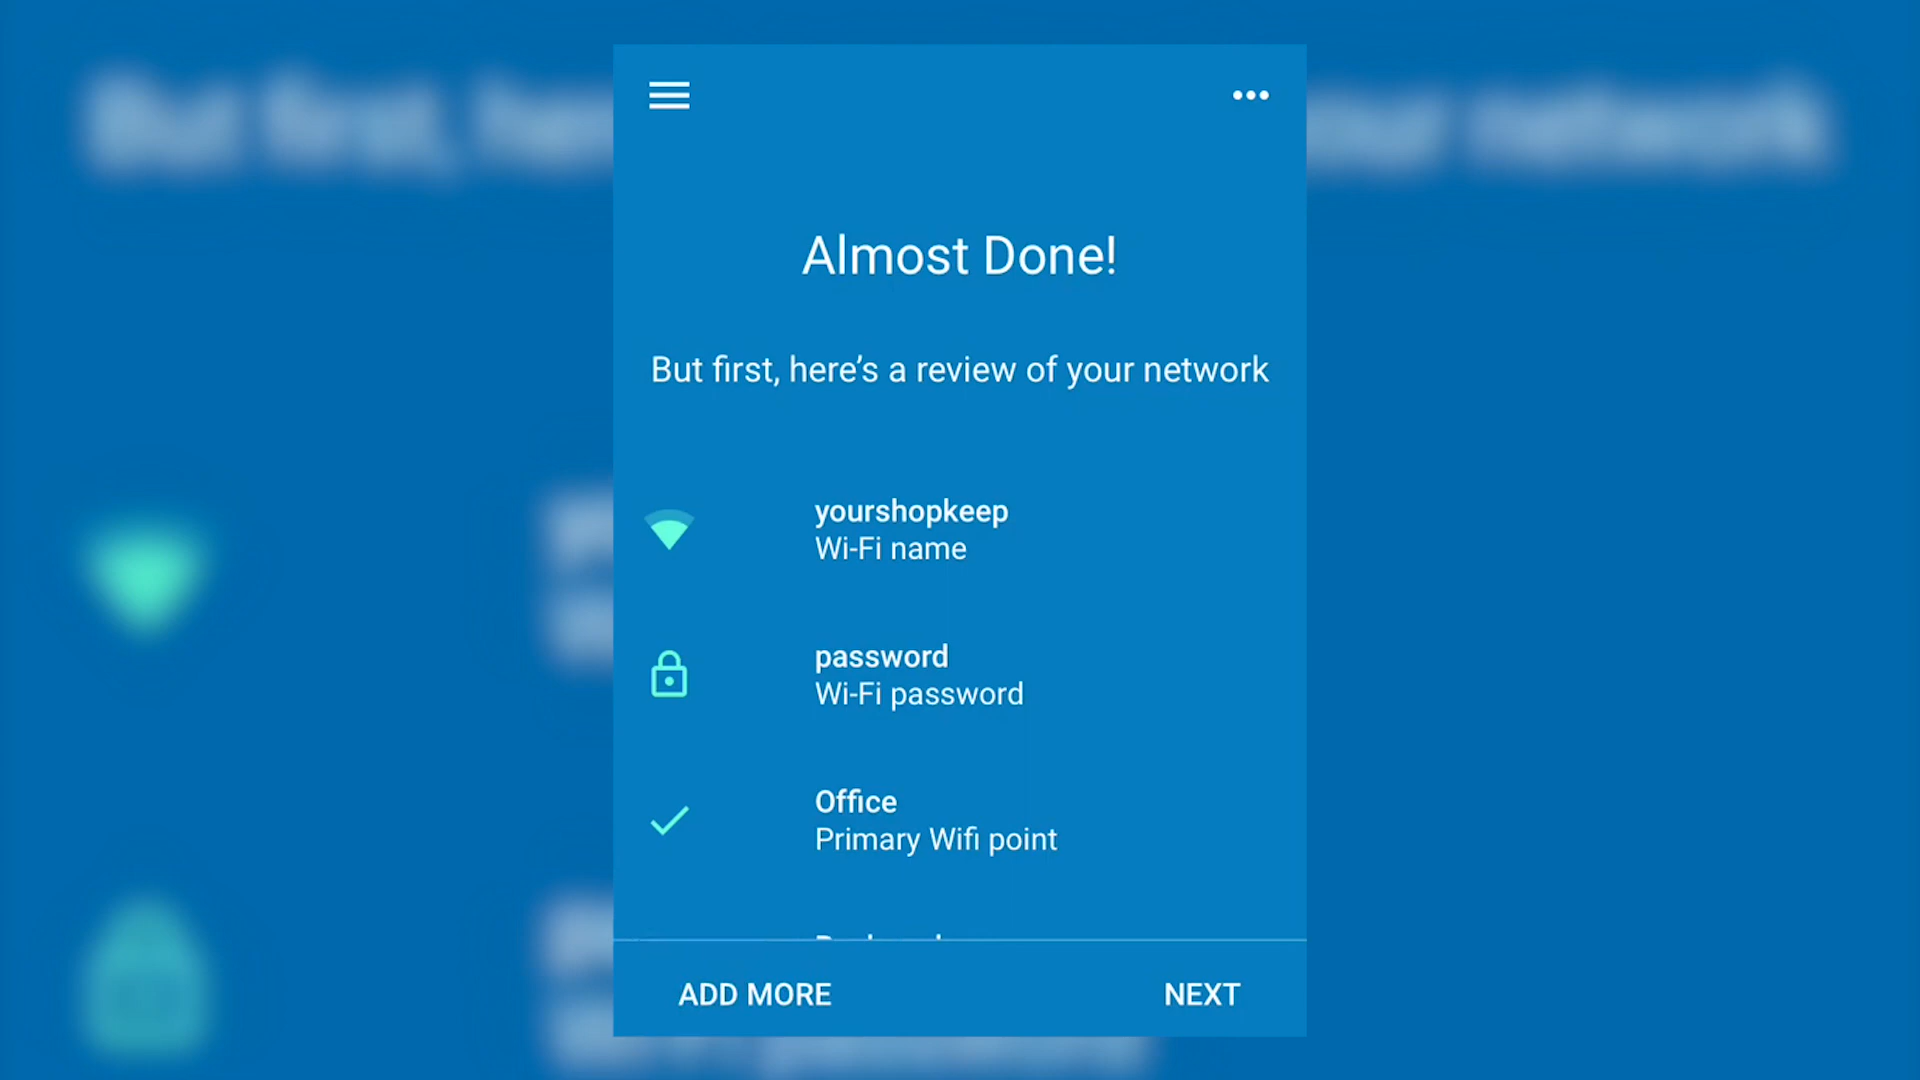 Almost Done!
But first, here’s a review of your network
yourshopkeep
Wi-Fi name
password
Wi-Fi password
Office
Primary Wifi point
ADD MORE
NEXT